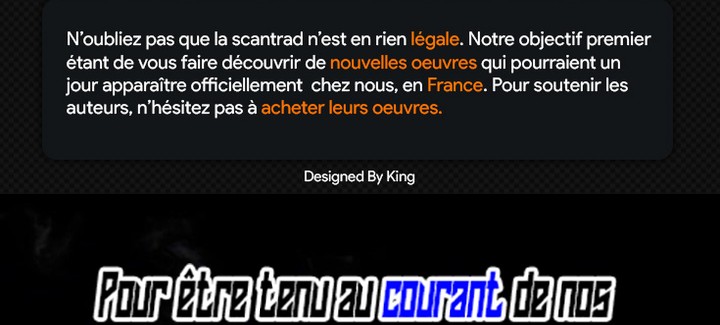 N'oubliez pas que la scantrad n'est en rien légale. Notre objectif premier
étant de vous faire découvrir de nouvelles oeuvres qui pourraient un
jour apparaître officiellement  chez nous, en France. Pour soutenir les
auteurs, n'hésitez pas à acheter leurs oeuvres.
Designed By King
Pour être tenu au courant de nos